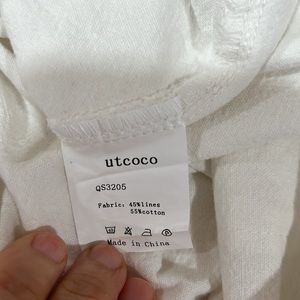 utcoco
QS3205
Fabric: 45%lines
55%cotton
Made in China